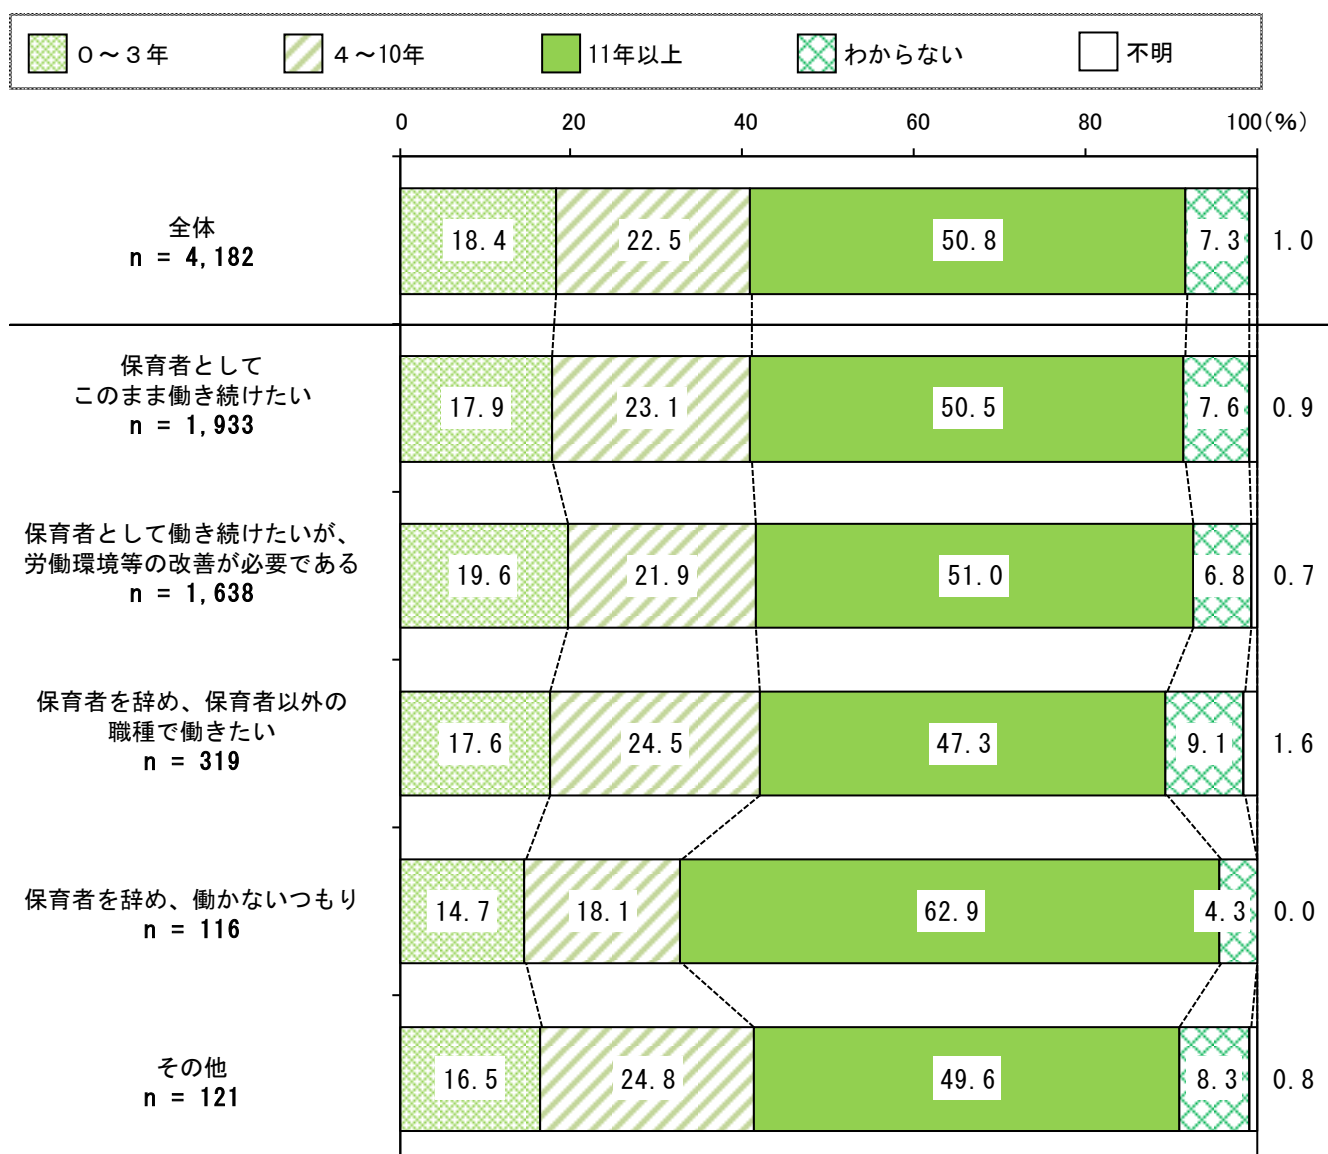 ０～３年 ４～10年 11年以上 わからない 不明
0 20 40 60 80 100(%)
全体
n = 4,182
18.4 22.5 50.8 7.3 1.0
保育者として
このまま働き続けたい
n = 1,933
17.9 23.1 50.5 7.6 0.9
保育者として働き続けたいが、
労働環境等の改善が必要である
n = 1,638
19.6 21.9 51.0 6.8 0.7
保育者を辞め、保育者以外の
職種で働きたい
n = 319
17.6 24.5 47.3 9.1 1.6
保育者を辞め、働かないつもり
n = 116
14.7 18.1 62.9 4.3 0.0
その他
n = 121
16.5 24.8 49.6 8.3 0.8